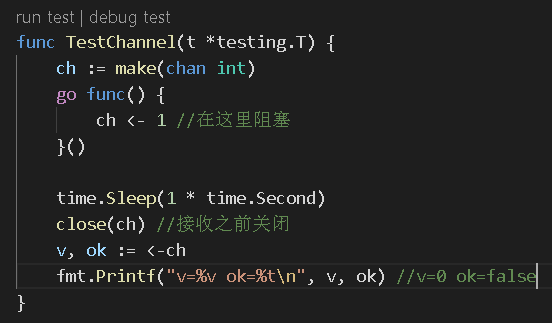 run test | debug test
func TestChannel(t *testing.T) {
    ch := make(chan int)
    go func() {
        ch <- 1 //在这里阻塞
    }()

    time.Sleep(1 * time.Second)
    close(ch) //接收之前关闭
    v, ok := <-ch
    fmt.Printf("v=%v ok=%t\n", v, ok) //v=0 ok=false
}